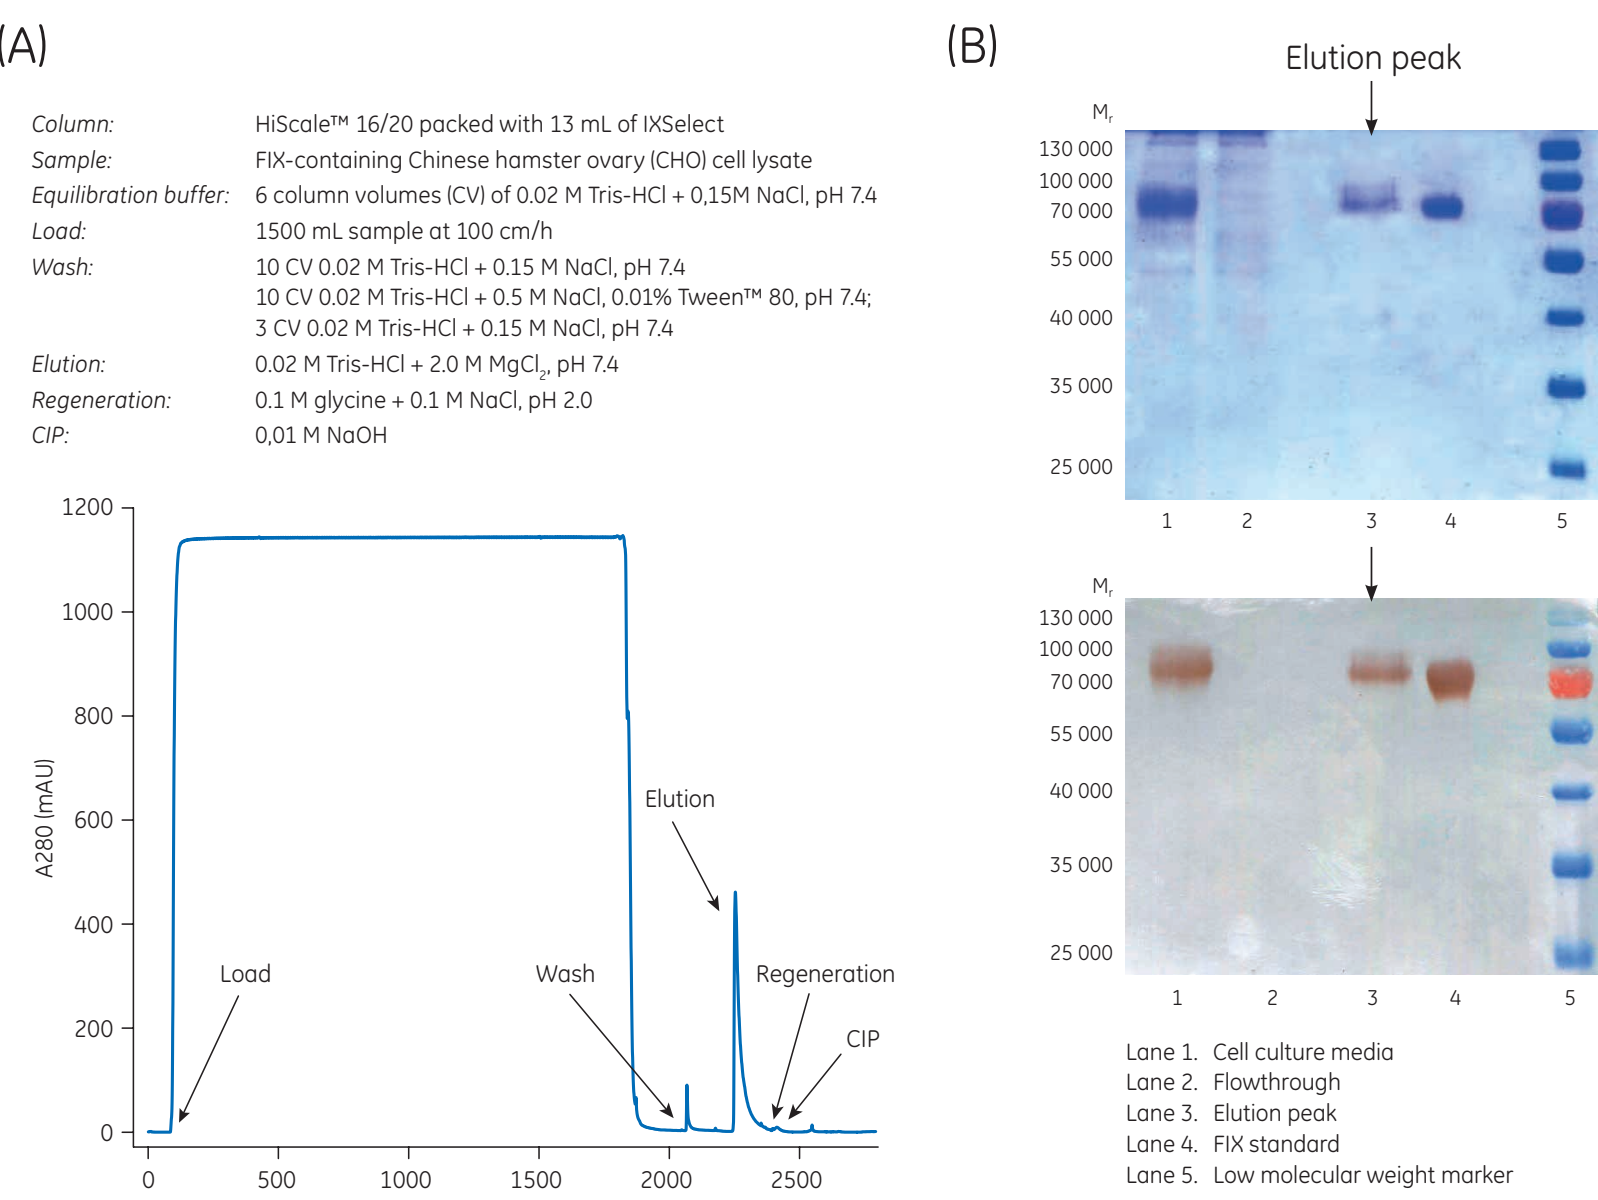 (A)
Column: HiScale™ 16/20 packed with 13 mL of IXSelect
Sample: FIX-containing Chinese hamster ovary (CHO) cell lysate
Equilibration buffer: 6 column volumes (CV) of 0.02 M Tris-HCl + 0,15M NaCl, pH 7.4
Load: 1500 mL sample at 100 cm/h
Wash: 10 CV 0.02 M Tris-HCl + 0.15 M NaCl, pH 7.4
10 CV 0.02 M Tris-HCl + 0.5 M NaCl, 0.01% Tween™ 80, pH 7.4;
3 CV 0.02 M Tris-HCl + 0.15 M NaCl, pH 7.4
Elution: 0.02 M Tris-HCl + 2.0 M MgCl₂, pH 7.4
Regeneration: 0.1 M glycine + 0.1 M NaCl, pH 2.0
CIP: 0,01 M NaOH
1200
1000
800
600
400
200
0
A280 (mAU)
Load
Wash
Elution
Regeneration
CIP
0 500 1000 1500 2000 2500
(B)
Elution peak
Mr
130 000
100 000
70 000
55 000
40 000
35 000
25 000
1 2 3 4 5
Mr
130 000
100 000
70 000
55 000
40 000
35 000
25 000
1 2 3 4 5
Lane 1. Cell culture media
Lane 2. Flowthrough
Lane 3. Elution peak
Lane 4. FIX standard
Lane 5. Low molecular weight marker